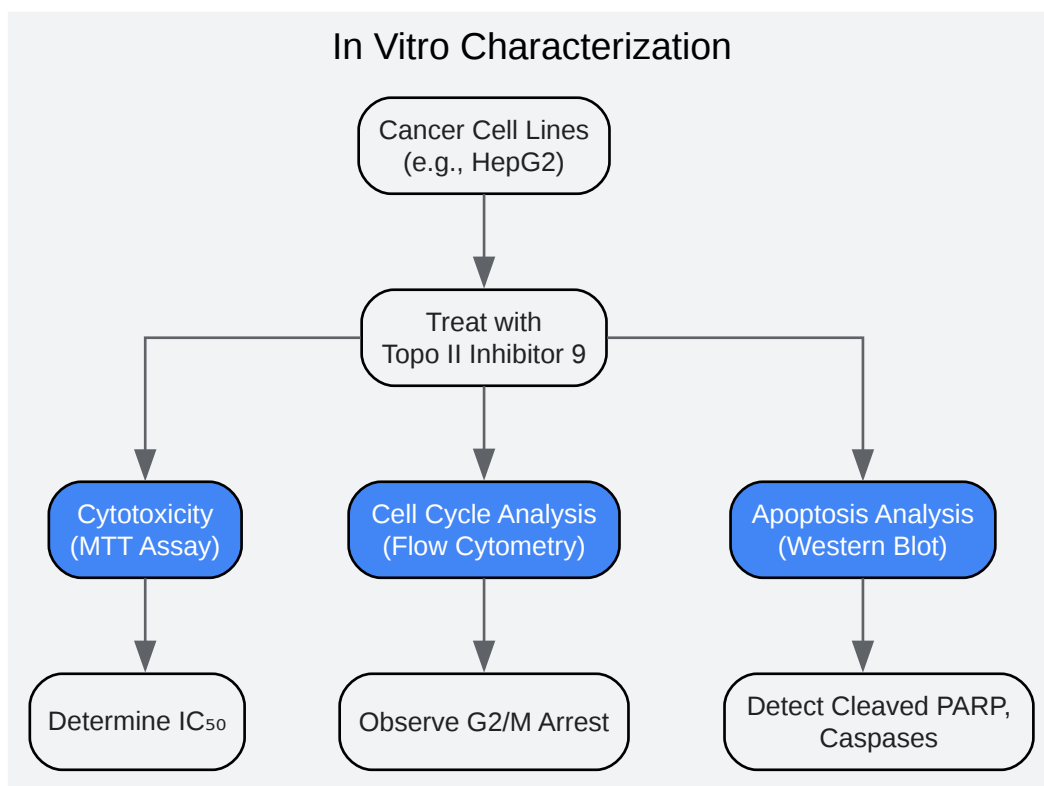 In Vitro Characterization
Cancer Cell Lines
(e.g., HepG2)
Treat with
Topo II Inhibitor 9
Cytotoxicity
(MTT Assay)
Cell Cycle Analysis
(Flow Cytometry)
Apoptosis Analysis
(Western Blot)
Determine IC₅₀
Observe G2/M Arrest
Detect Cleaved PARP,
Caspases